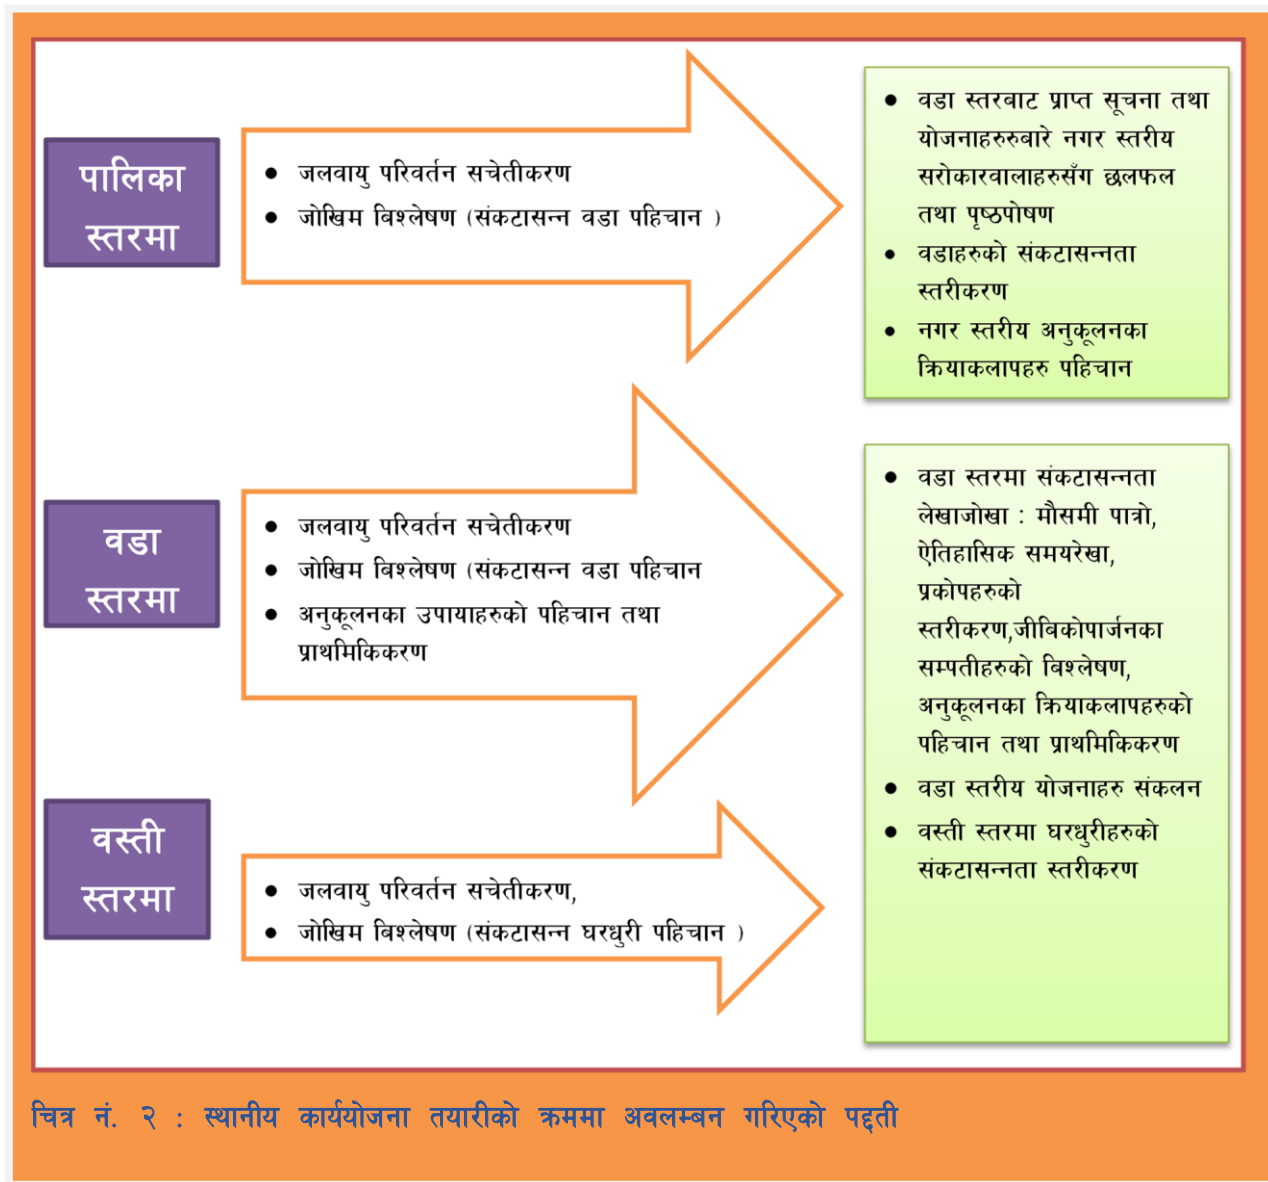 पालिका
स्तरमा
• जलवायु परिवर्तन सचेतीकरण
• जोखिम बिश्लेषण (संकटासन्न वडा पहिचान )
• वडा स्तरबाट प्राप्त सूचना तथा
योजनाहरुरुबारे नगर स्तरीय
सरोकारवालाहरुसँग छलफल
तथा पृष्ठपोषण
• वडाहरुको संकटासन्नता
स्तरीकरण
• नगर स्तरीय अनुकूलनका
क्रियाकलापहरु पहिचान
वडा
स्तरमा
• जलवायु परिवर्तन सचेतीकरण
• जोखिम बिश्लेषण (संकटासन्न वडा पहिचान
• अनुकूलनका उपायाहरुको पहिचान तथा
प्राथमिकिकरण
• वडा स्तरमा संकटासन्नता
लेखाजोखा : मौसमी पात्रो,
ऐतिहासिक समयरेखा,
प्रकोपहरुको
स्तरीकरण,जीबिकोपार्जनका
सम्पतीहरुको बिश्लेषण,
अनुकूलनका क्रियाकलापहरुको
पहिचान तथा प्राथमिकिकरण
• वडा स्तरीय योजनाहरु संकलन
• वस्ती स्तरमा घरधुरीहरुको
संकटासन्नता स्तरीकरण
वस्ती
स्तरमा
• जलवायु परिवर्तन सचेतीकरण,
• जोखिम बिश्लेषण (संकटासन्न घरधुरी पहिचान )
चित्र नं. २ : स्थानीय कार्ययोजना तयारीको क्रममा अवलम्बन गरिएको पद्दती